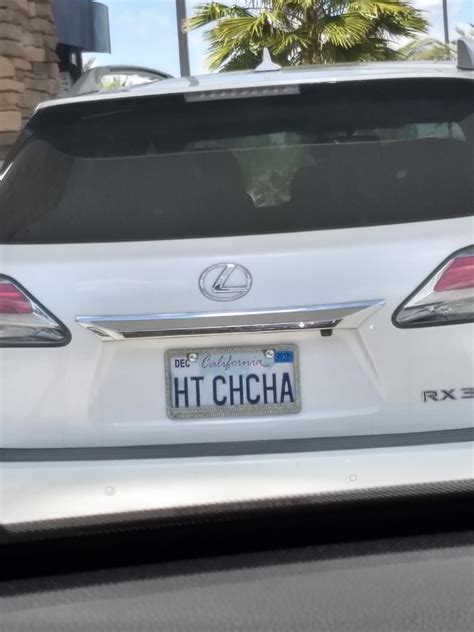 DEC California
HT CHCHA
RX 3